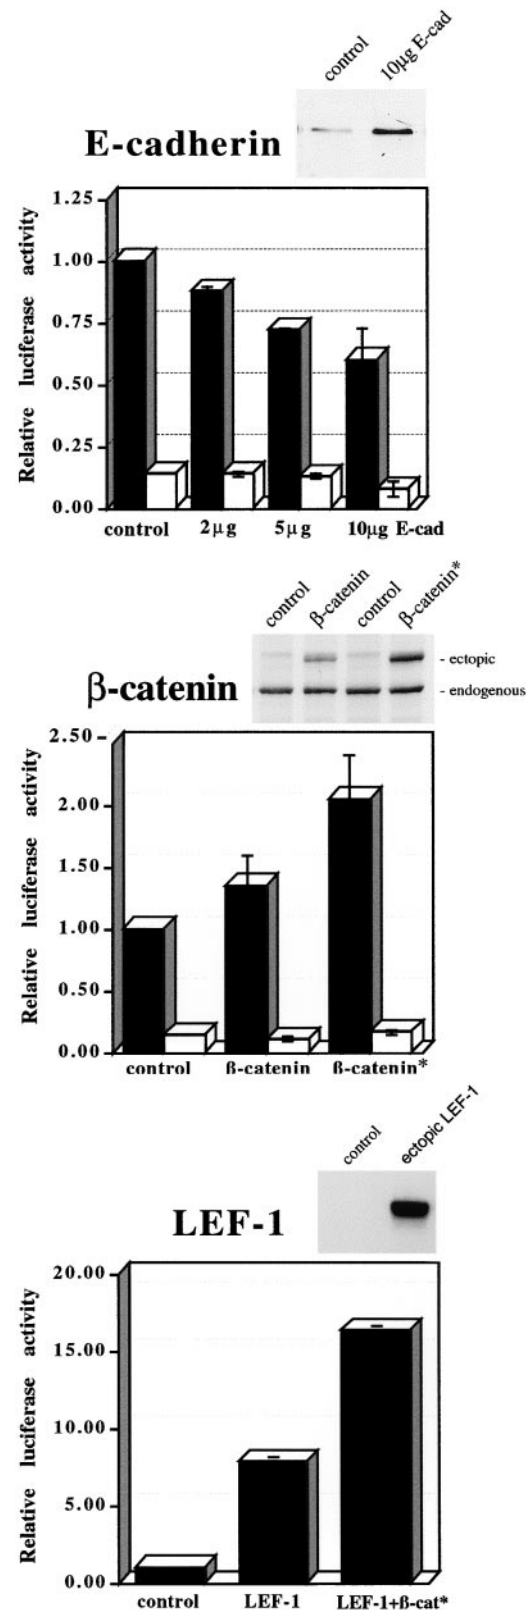 control 10µg E-cad
E-cadherin
Relative luciferase activity
1.25
1.00
0.75
0.50
0.25
0.00
control 2µg 5µg 10µg E-cad
control β-catenin control β-catenin*
- ectopic
β-catenin
- endogenous
Relative luciferase activity
2.50
2.00
1.50
1.00
0.50
0.00
control ß-catenin ß-catenin*
control ectopic LEF-1
LEF-1
Relative luciferase activity
20.00
15.00
10.00
5.00
0.00
control LEF-1 LEF-1+ß-cat*